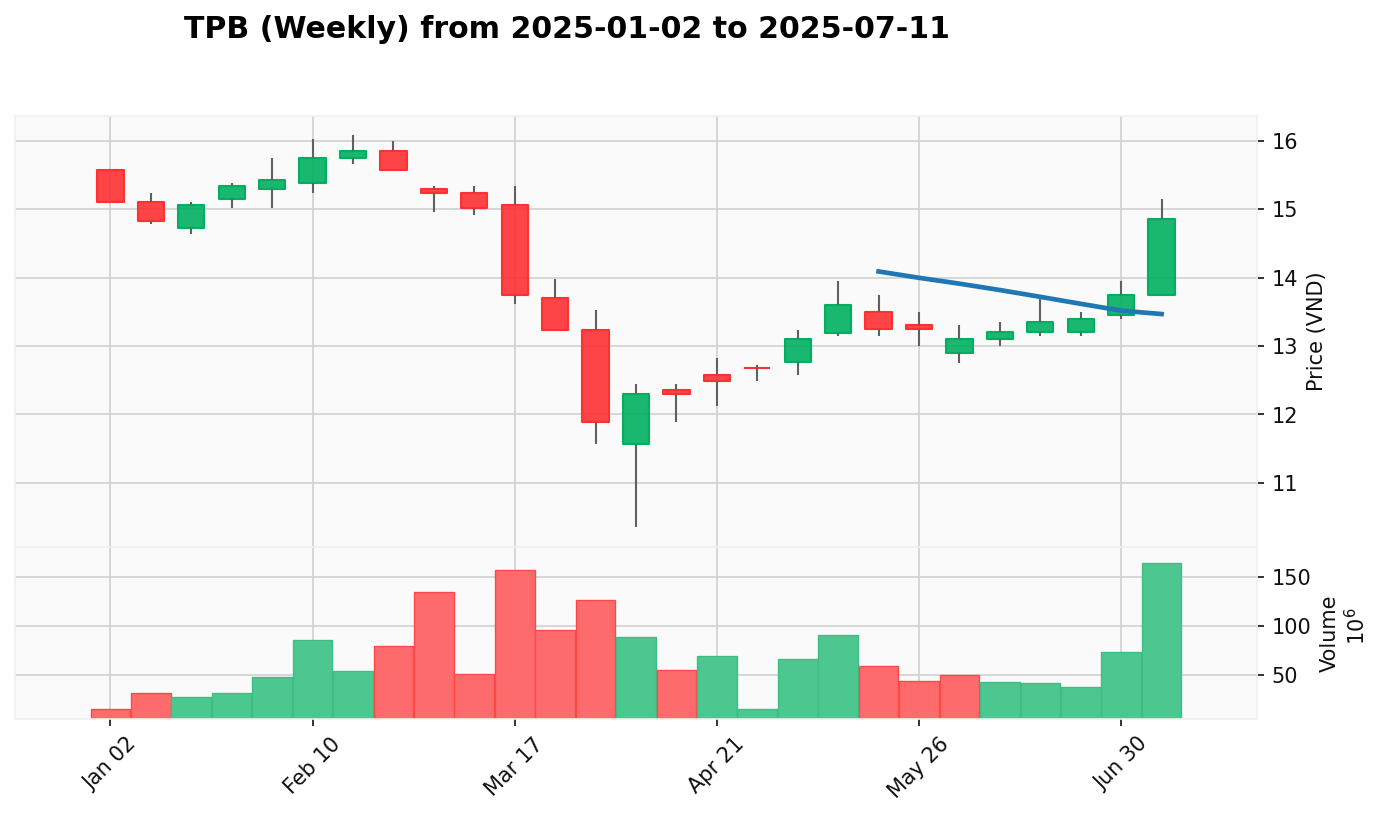 TPB (Weekly) from 2025-01-02 to 2025-07-11
16
15
14
13
12
11
Price (VND)
150
100
50
Volume
10⁶
Jan 02
Feb 10
Mar 17
Apr 21
May 26
Jun 30